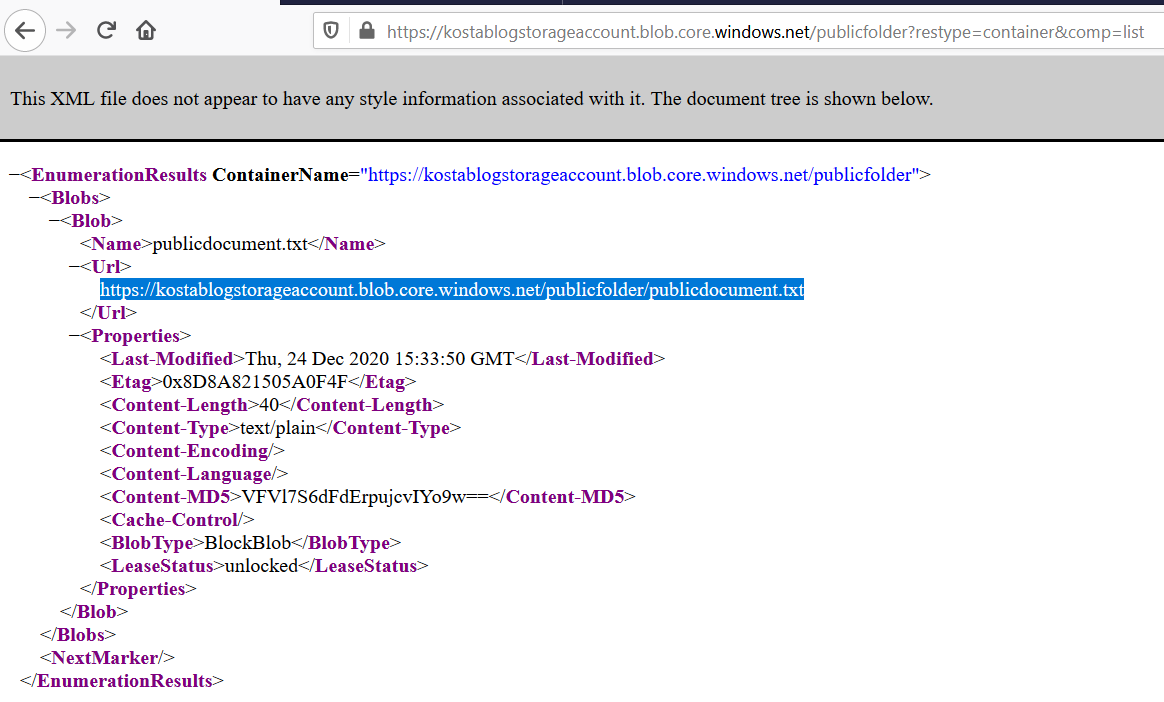 https://kostablogstorageaccount.blob.core.windows.net/publicfolder?restype=container&comp=list
This XML file does not appear to have any style information associated with it. The document tree is shown below.
−<EnumerationResults ContainerName="https://kostablogstorageaccount.blob.core.windows.net/publicfolder">
−<Blobs>
−<Blob>
<Name>publicdocument.txt</Name>
−<Url>
https://kostablogstorageaccount.blob.core.windows.net/publicfolder/publicdocument.txt
</Url>
−<Properties>
<Last-Modified>Thu, 24 Dec 2020 15:33:50 GMT</Last-Modified>
<Etag>0x8D8A821505A0F4F</Etag>
<Content-Length>40</Content-Length>
<Content-Type>text/plain</Content-Type>
<Content-Encoding/>
<Content-Language/>
<Content-MD5>VFVl7S6dFdErpujcvIYo9w==</Content-MD5>
<Cache-Control/>
<BlobType>BlockBlob</BlobType>
<LeaseStatus>unlocked</LeaseStatus>
</Properties>
</Blob>
</Blobs>
<NextMarker/>
</EnumerationResults>